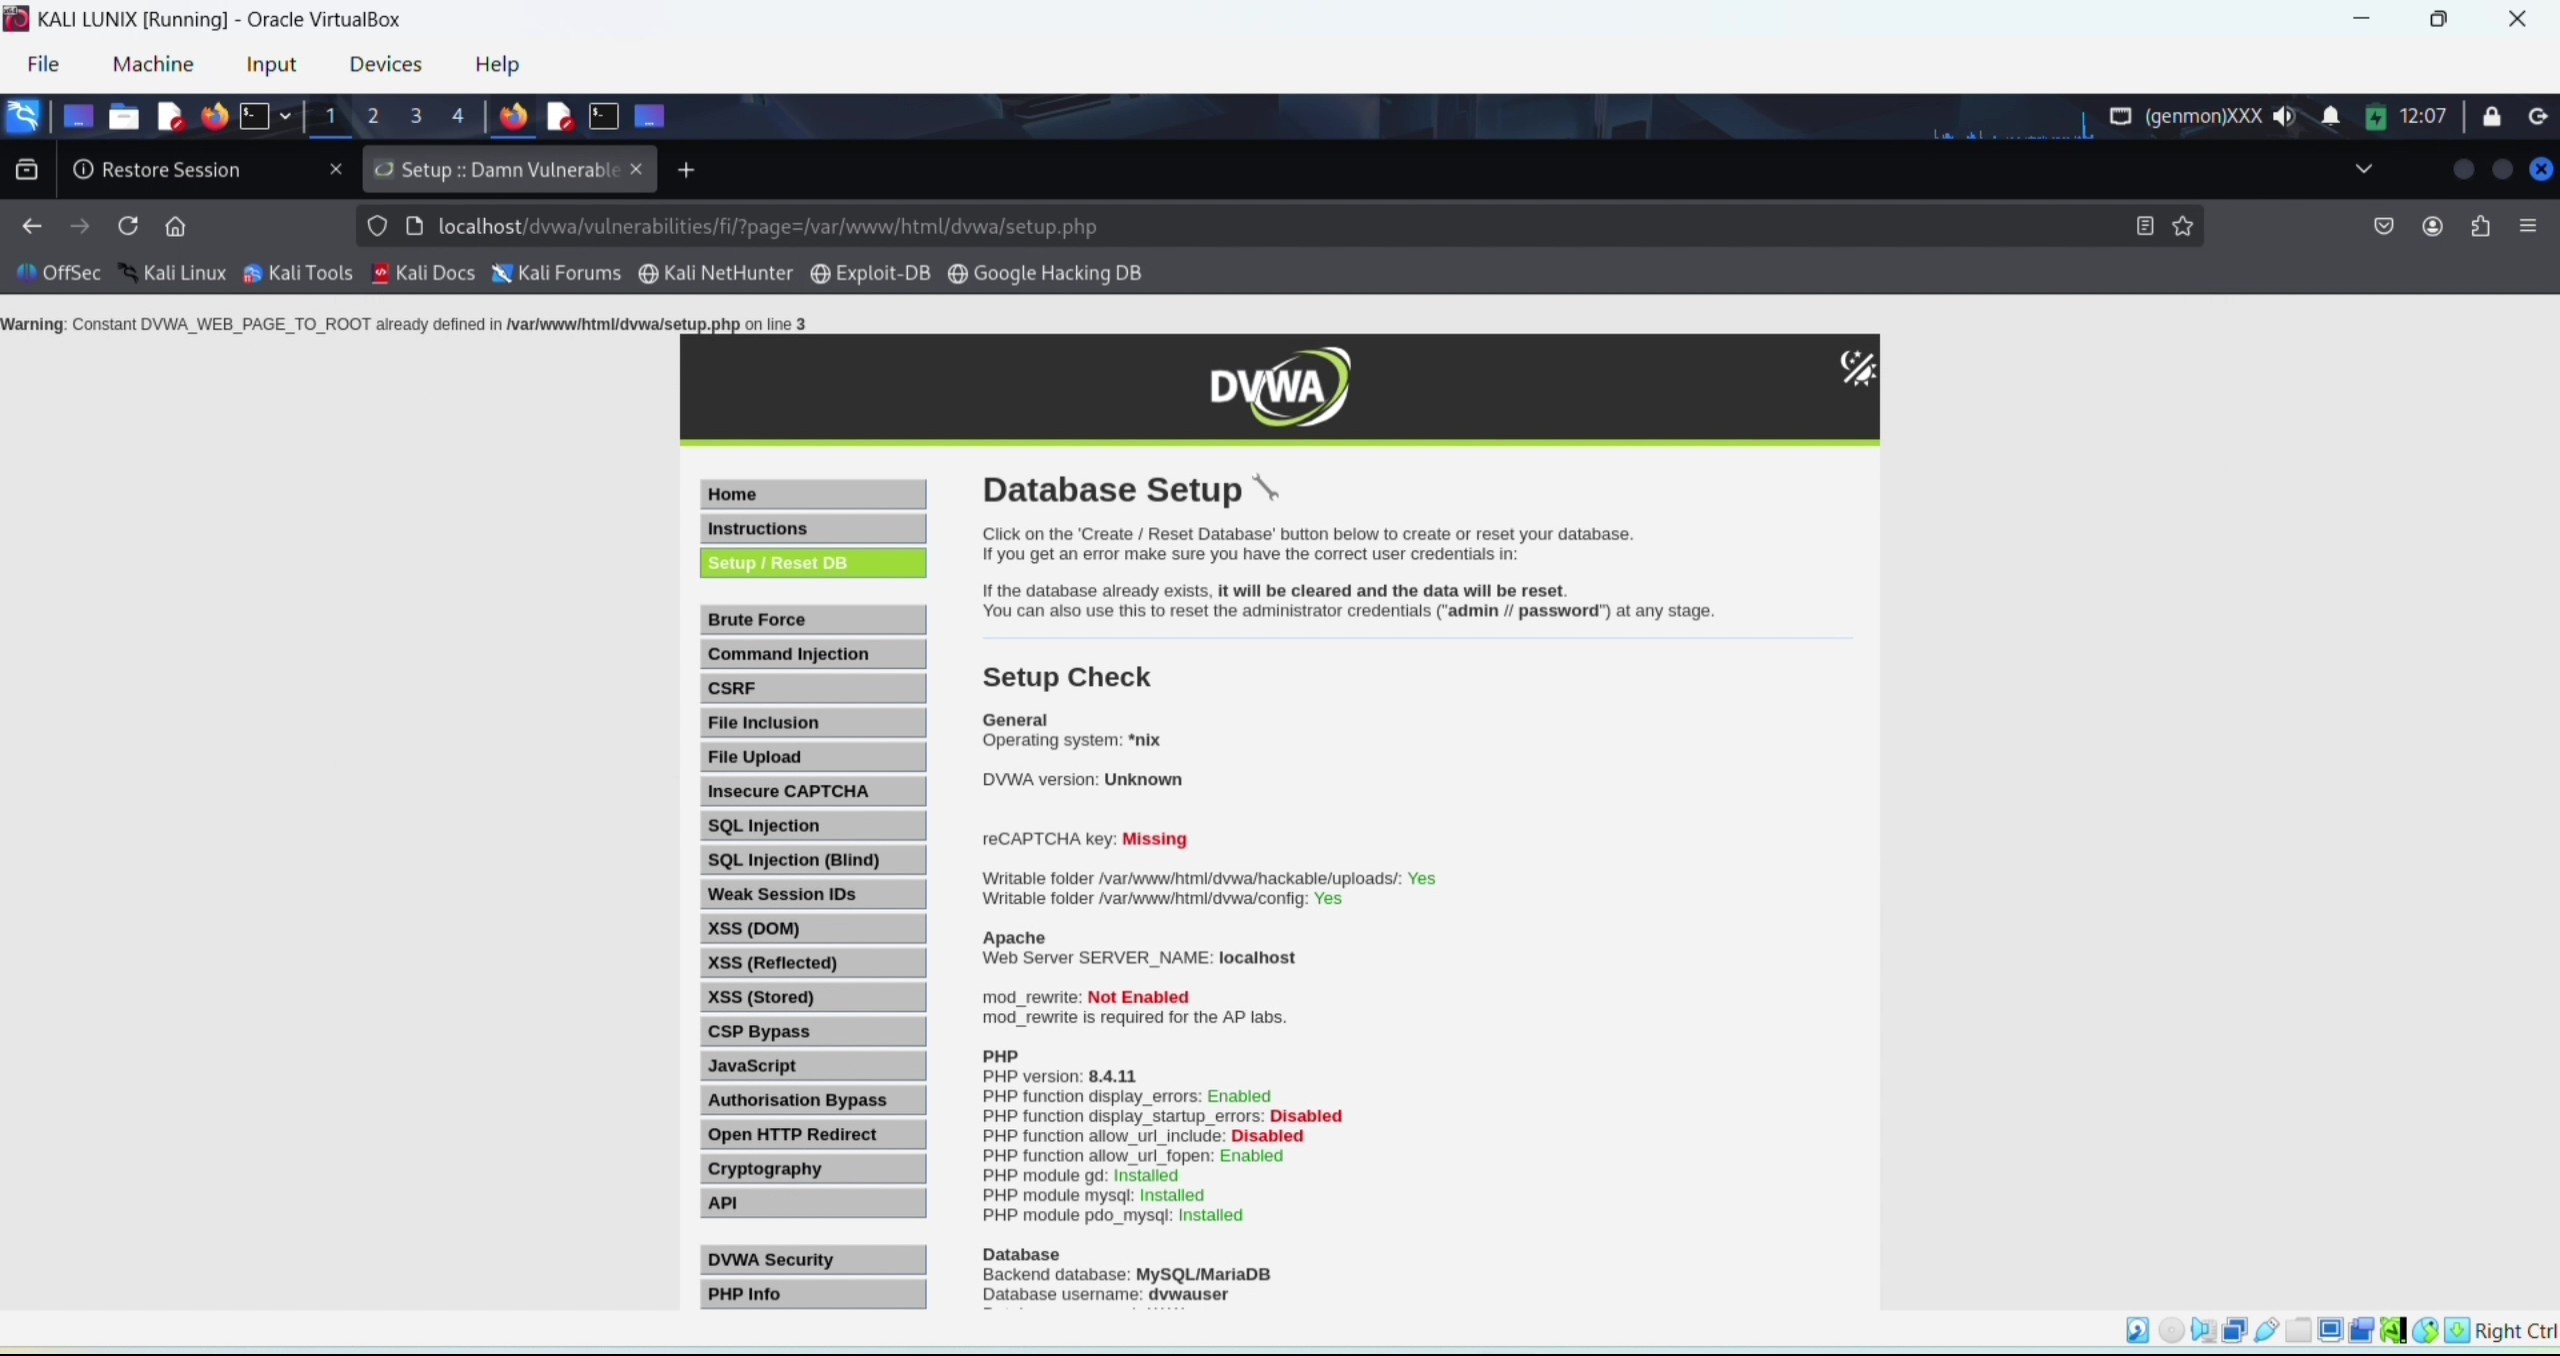 KALI LUNIX [Running] - Oracle VirtualBox
File Machine Input Devices Help
1 2 3 4 (genmon)XXX 12:07
Restore Session Setup :: Damn Vulnerable
localhost/dvwa/vulnerabilities/fi/?page=/var/www/html/dvwa/setup.php
OffSec Kali Linux Kali Tools Kali Docs Kali Forums Kali NetHunter Exploit-DB Google Hacking DB
Warning: Constant DVWA_WEB_PAGE_TO_ROOT already defined in /var/www/html/dvwa/setup.php on line 3
DVWA
Home
Instructions
Setup / Reset DB
Brute Force
Command Injection
CSRF
File Inclusion
File Upload
Insecure CAPTCHA
SQL Injection
SQL Injection (Blind)
Weak Session IDs
XSS (DOM)
XSS (Reflected)
XSS (Stored)
CSP Bypass
JavaScript
Authorisation Bypass
Open HTTP Redirect
Cryptography
API
DVWA Security
PHP Info
Database Setup
Click on the 'Create / Reset Database' button below to create or reset your database.
If you get an error make sure you have the correct user credentials in:
If the database already exists, it will be cleared and the data will be reset.
You can also use this to reset the administrator credentials ("admin // password") at any stage.
Setup Check
General
Operating system: *nix
DVWA version: Unknown
reCAPTCHA key: Missing
Writable folder /var/www/html/dvwa/hackable/uploads/: Yes
Writable folder /var/www/html/dvwa/config: Yes
Apache
Web Server SERVER_NAME: localhost
mod_rewrite: Not Enabled
mod_rewrite is required for the AP labs.
PHP
PHP version: 8.4.11
PHP function display_errors: Enabled
PHP function display_startup_errors: Disabled
PHP function allow_url_include: Disabled
PHP function allow_url_fopen: Enabled
PHP module gd: Installed
PHP module mysql: Installed
PHP module pdo_mysql: Installed
Database
Backend database: MySQL/MariaDB
Database username: dvwauser
Right Ctrl